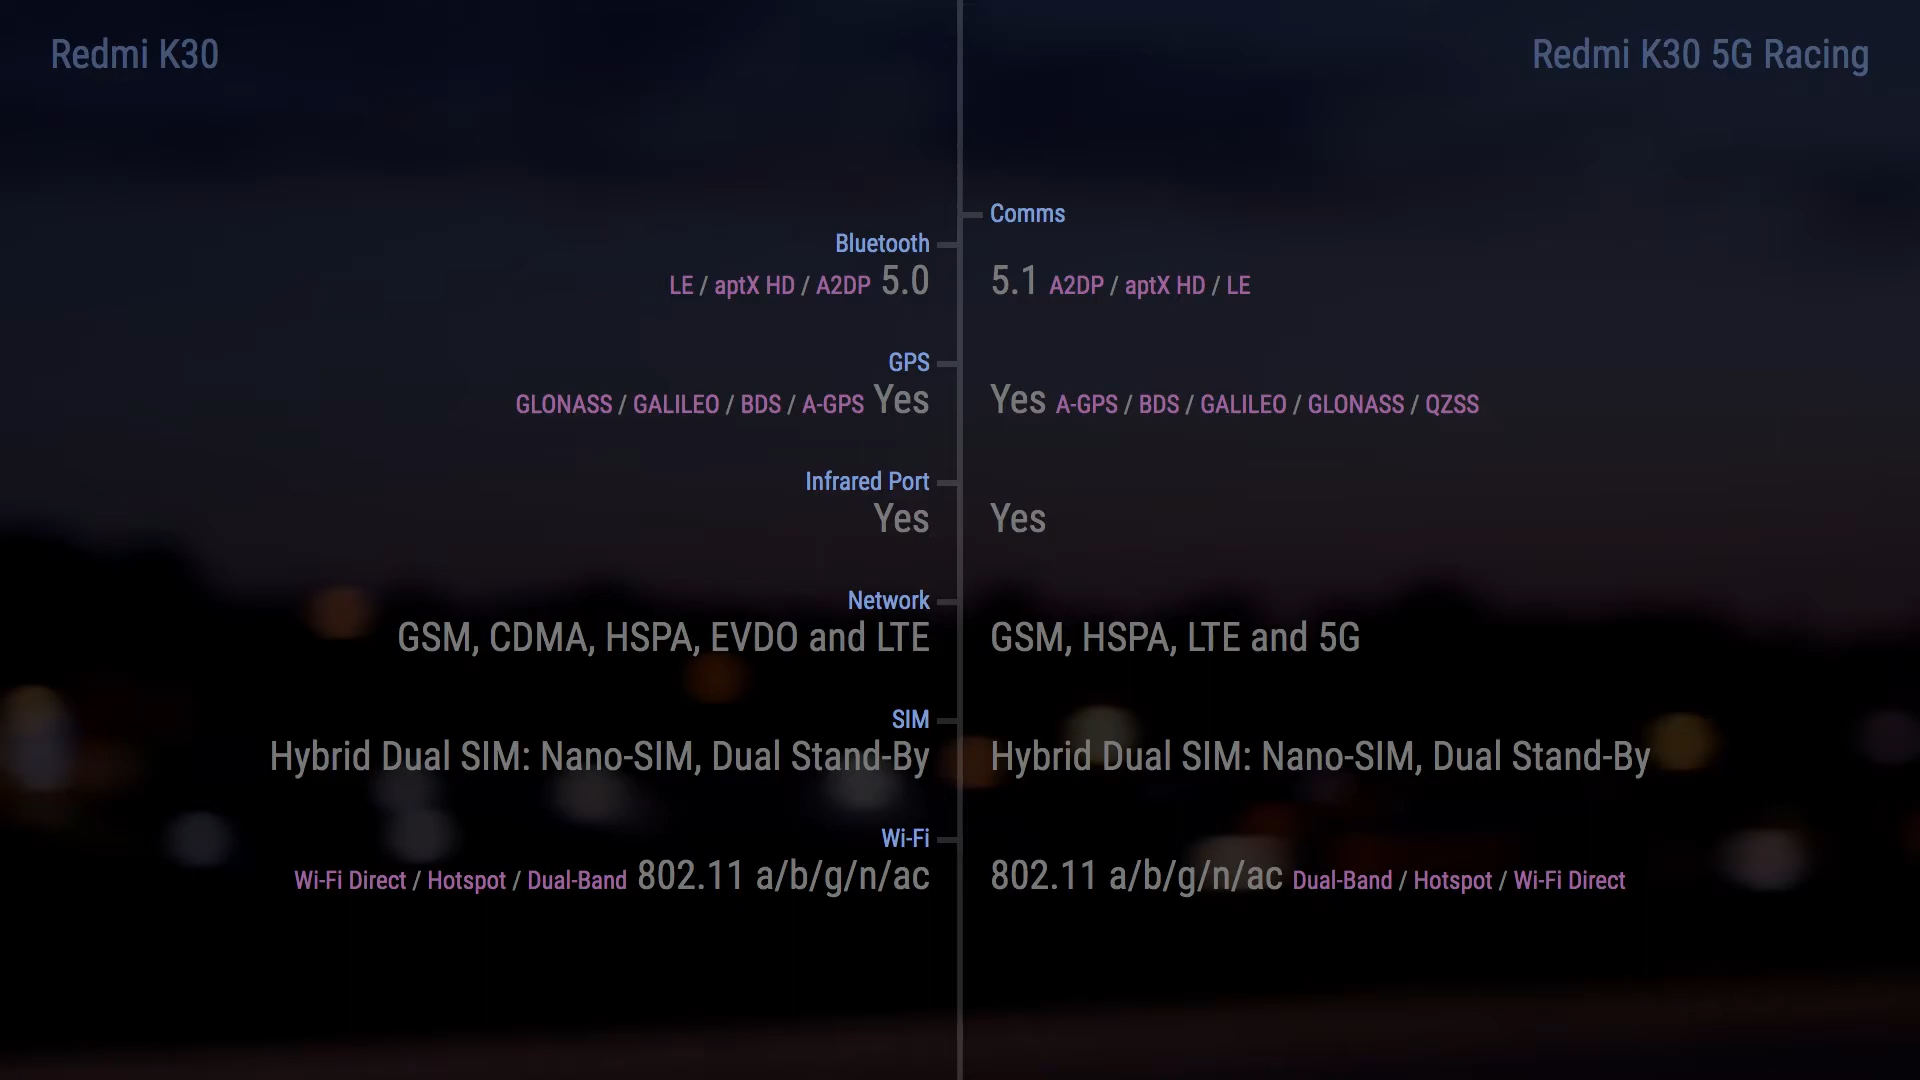 Redmi K30
Redmi K30 5G Racing
Comms
Bluetooth
LE / aptX HD / A2DP 5.0
5.1 A2DP / aptX HD / LE
GPS
GLONASS / GALILEO / BDS / A-GPS Yes
Yes A-GPS / BDS / GALILEO / GLONASS / QZSS
Infrared Port
Yes
Yes
Network
GSM, CDMA, HSPA, EVDO and LTE
GSM, HSPA, LTE and 5G
SIM
Hybrid Dual SIM: Nano-SIM, Dual Stand-By
Hybrid Dual SIM: Nano-SIM, Dual Stand-By
Wi-Fi
Wi-Fi Direct / Hotspot / Dual-Band 802.11 a/b/g/n/ac
802.11 a/b/g/n/ac Dual-Band / Hotspot / Wi-Fi Direct